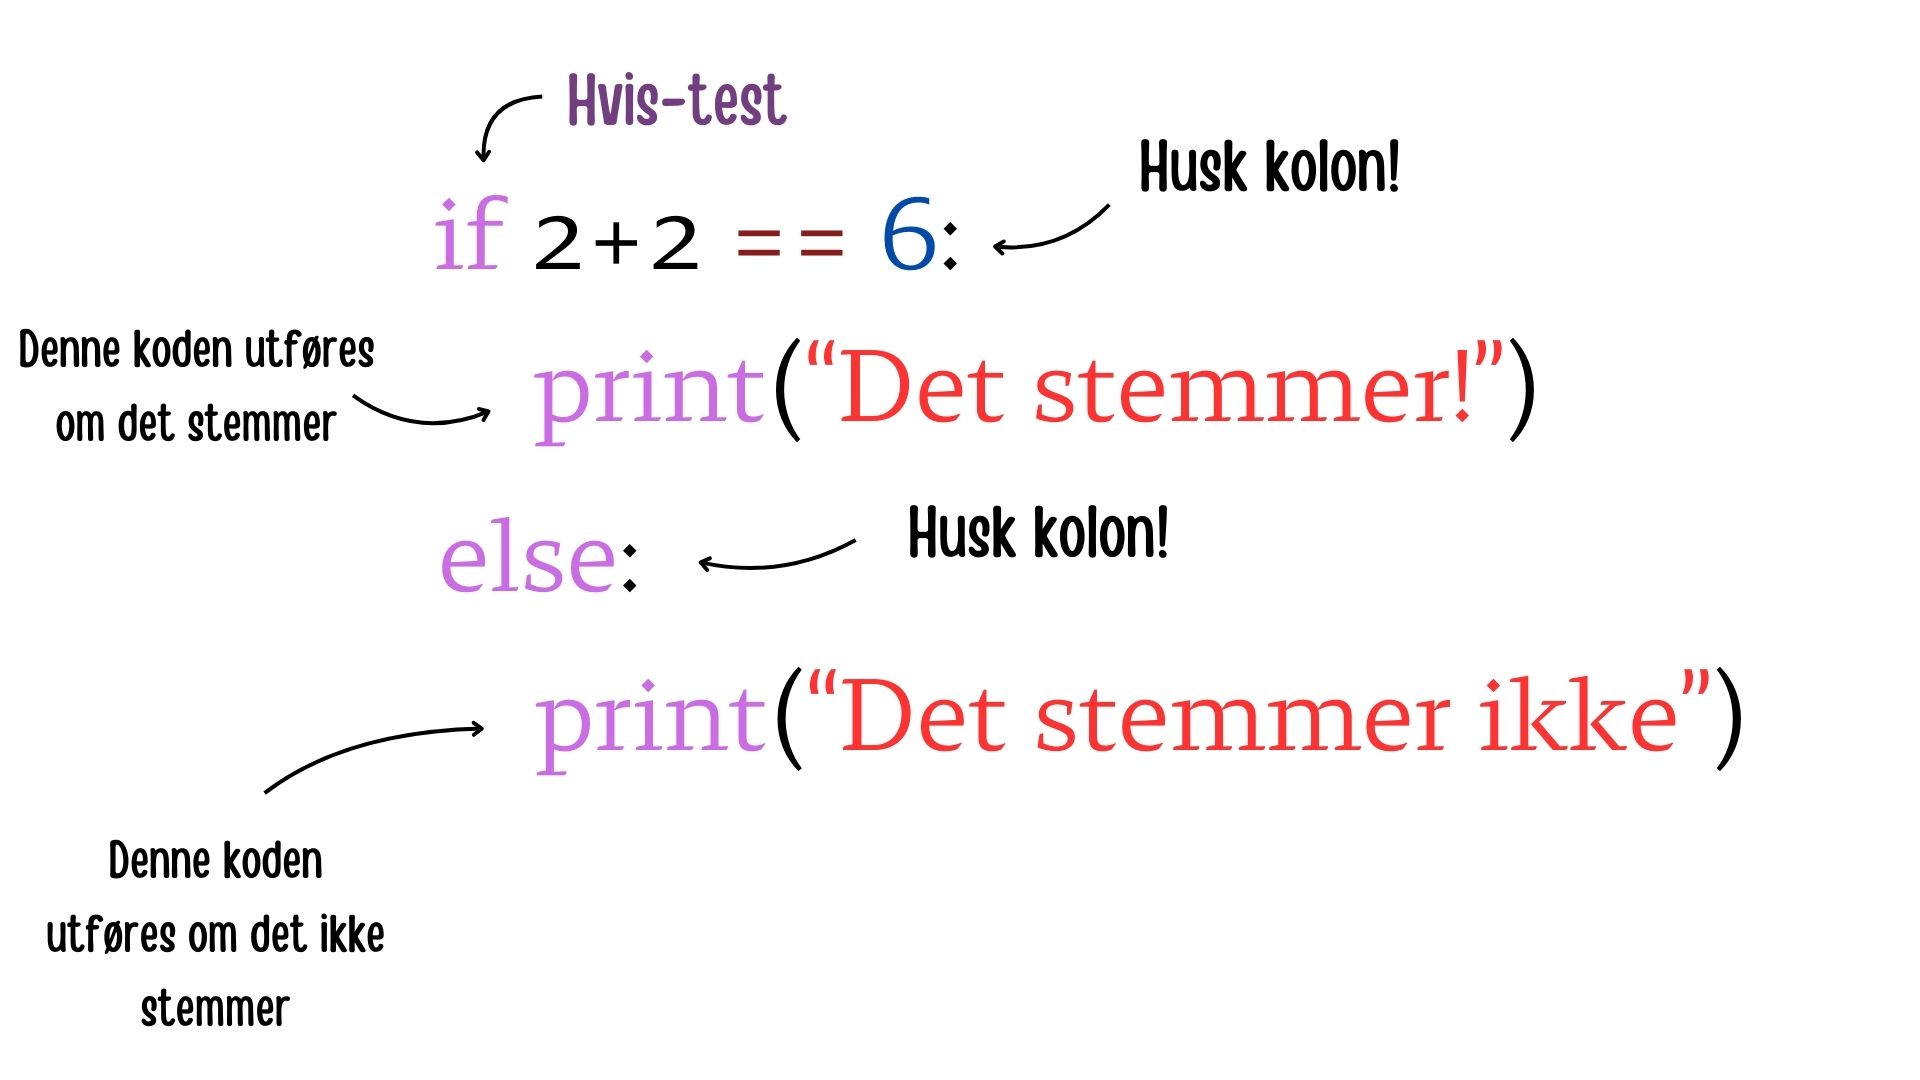 Hvis-test
Husk kolon!
if 2+2 == 6:
Denne koden utføres
om det stemmer
print(“Det stemmer!”)
else:
Husk kolon!
print(“Det stemmer ikke”)
Denne koden
utføres om det ikke
stemmer